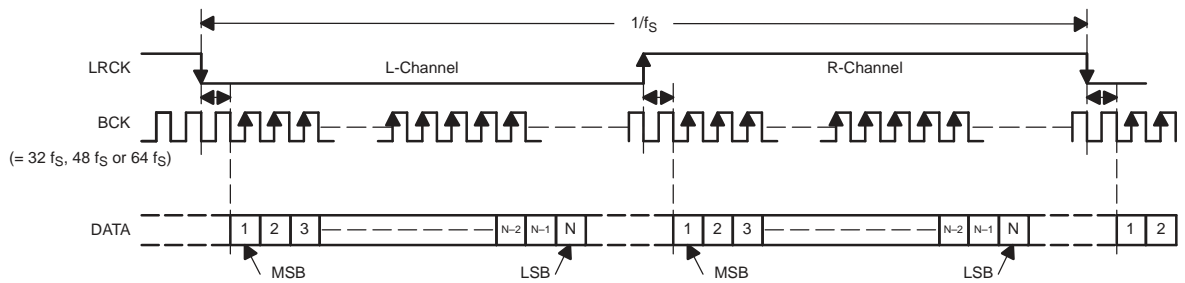 1/fS
LRCK
L-Channel
R-Channel
BCK
(= 32 fS, 48 fS or 64 fS)
DATA
1 2 3 N–2 N–1 N 1 2 3 N–2 N–1 N 1 2
MSB LSB MSB LSB